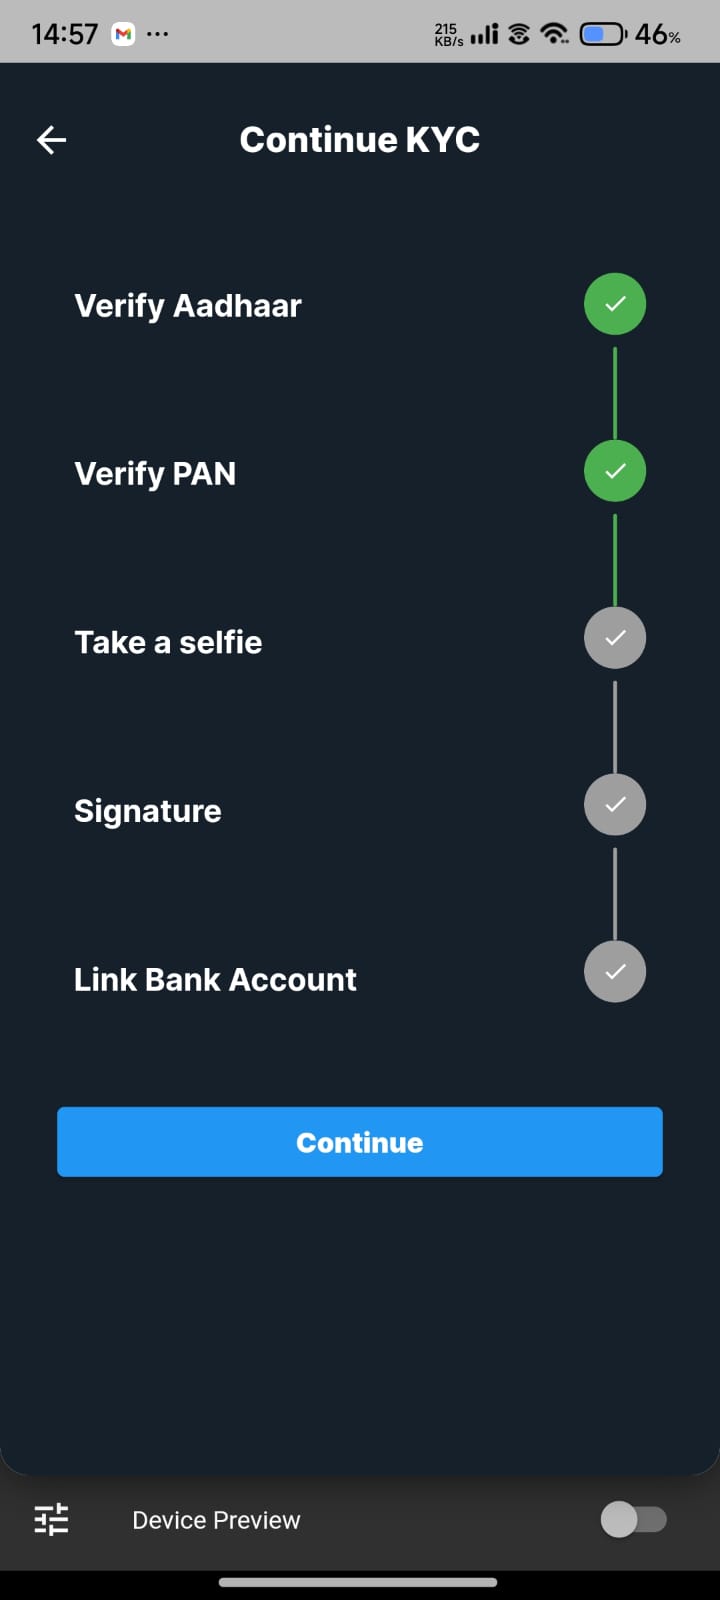 14:57
215
KB/s
46%
Continue KYC
Verify Aadhaar
Verify PAN
Take a selfie
Signature
Link Bank Account
Continue
Device Preview